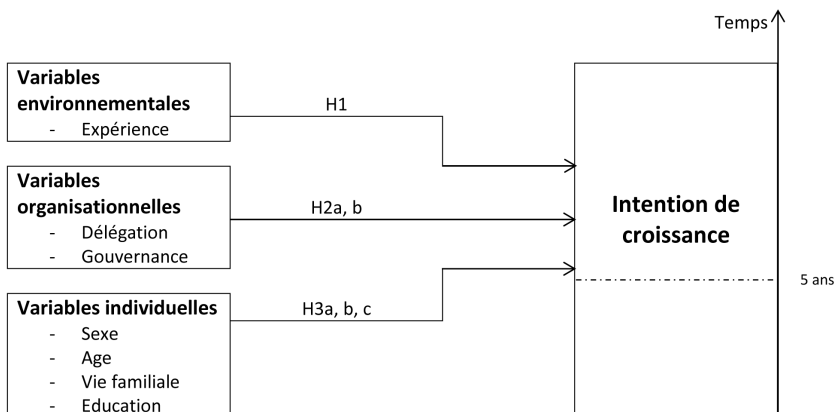 Temps
Variables
environnementales
- Expérience
H1
Variables
organisationnelles
- Délégation
- Gouvernance
H2a, b
Intention de
croissance
5 ans
Variables individuelles
- Sexe
- Age
- Vie familiale
- Education
H3a, b, c